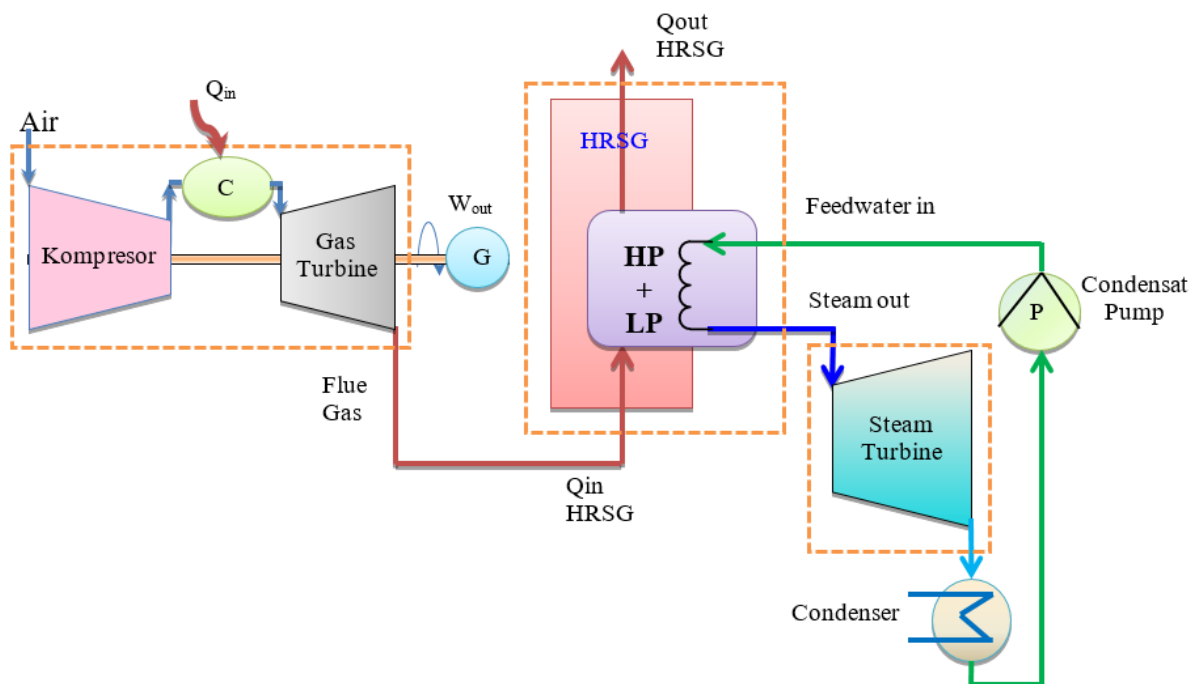 Qout
HRSG
Qin
Air
HRSG
C
Wout
Feedwater in
Kompresor
Gas
Turbine
G
HP
+
LP
Steam out
P
Condensat
Pump
Flue
Gas
Steam
Turbine
Qin
HRSG
Condenser